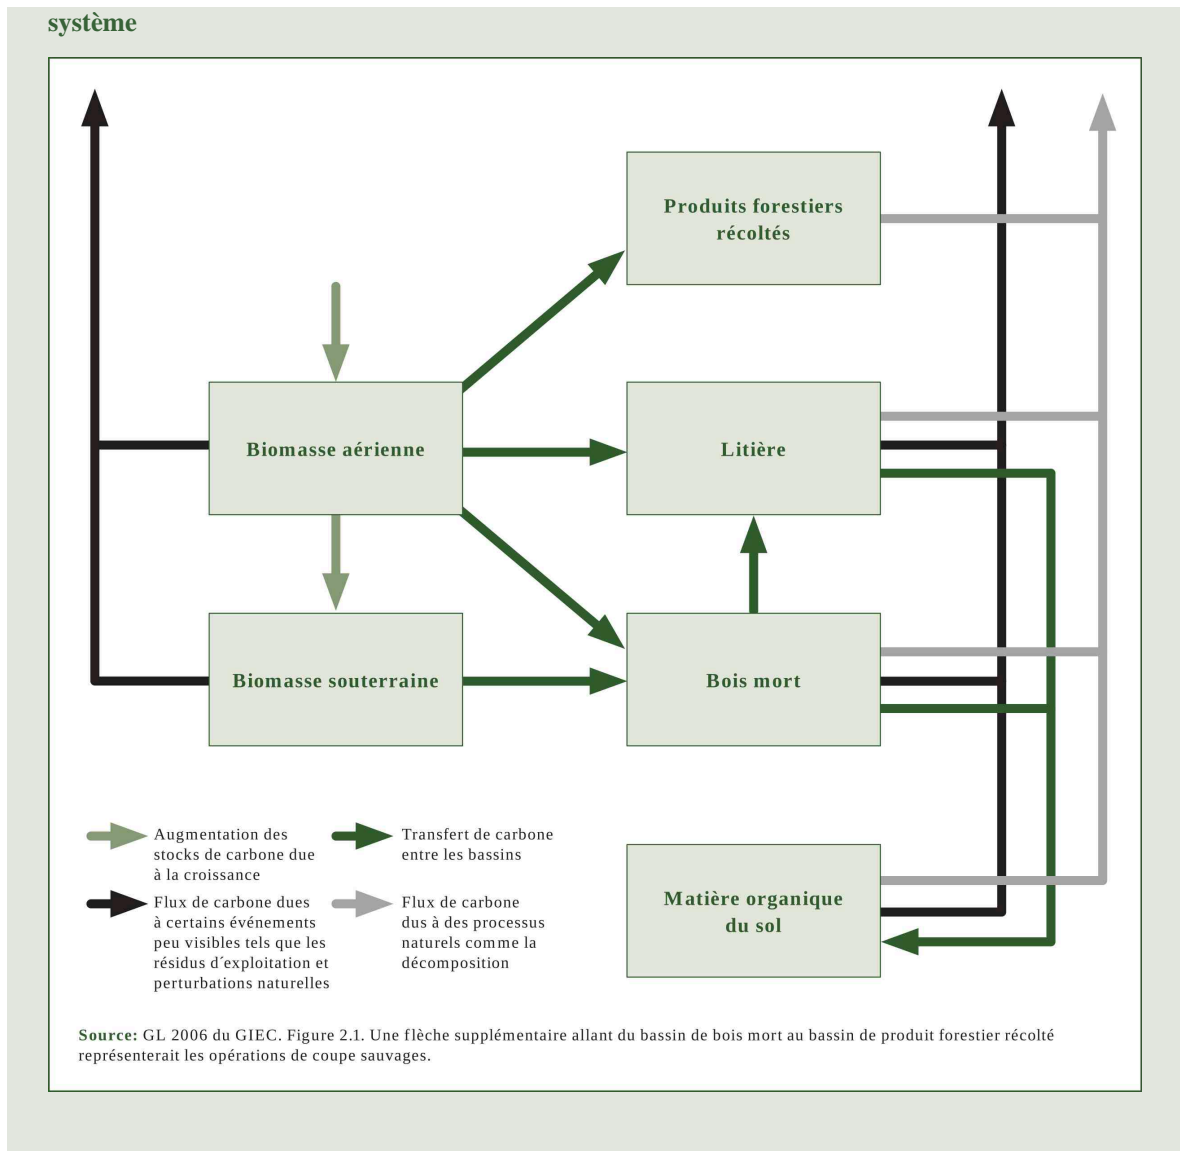 système
Produits forestiers
récoltés
Biomasse aérienne
Litière
Biomasse souterraine
Bois mort
Matière organique
du sol
Augmentation des
stocks de carbone due
à la croissance
Transfert de carbone
entre les bassins
Flux de carbone dues
à certains événements
peu visibles tels que les
résidus d´exploitation et
perturbations naturelles
Flux de carbone
dus à des processus
naturels comme la
décomposition
Source: GL 2006 du GIEC. Figure 2.1. Une flèche supplémentaire allant du bassin de bois mort au bassin de produit forestier récolté
représenterait les opérations de coupe sauvages.